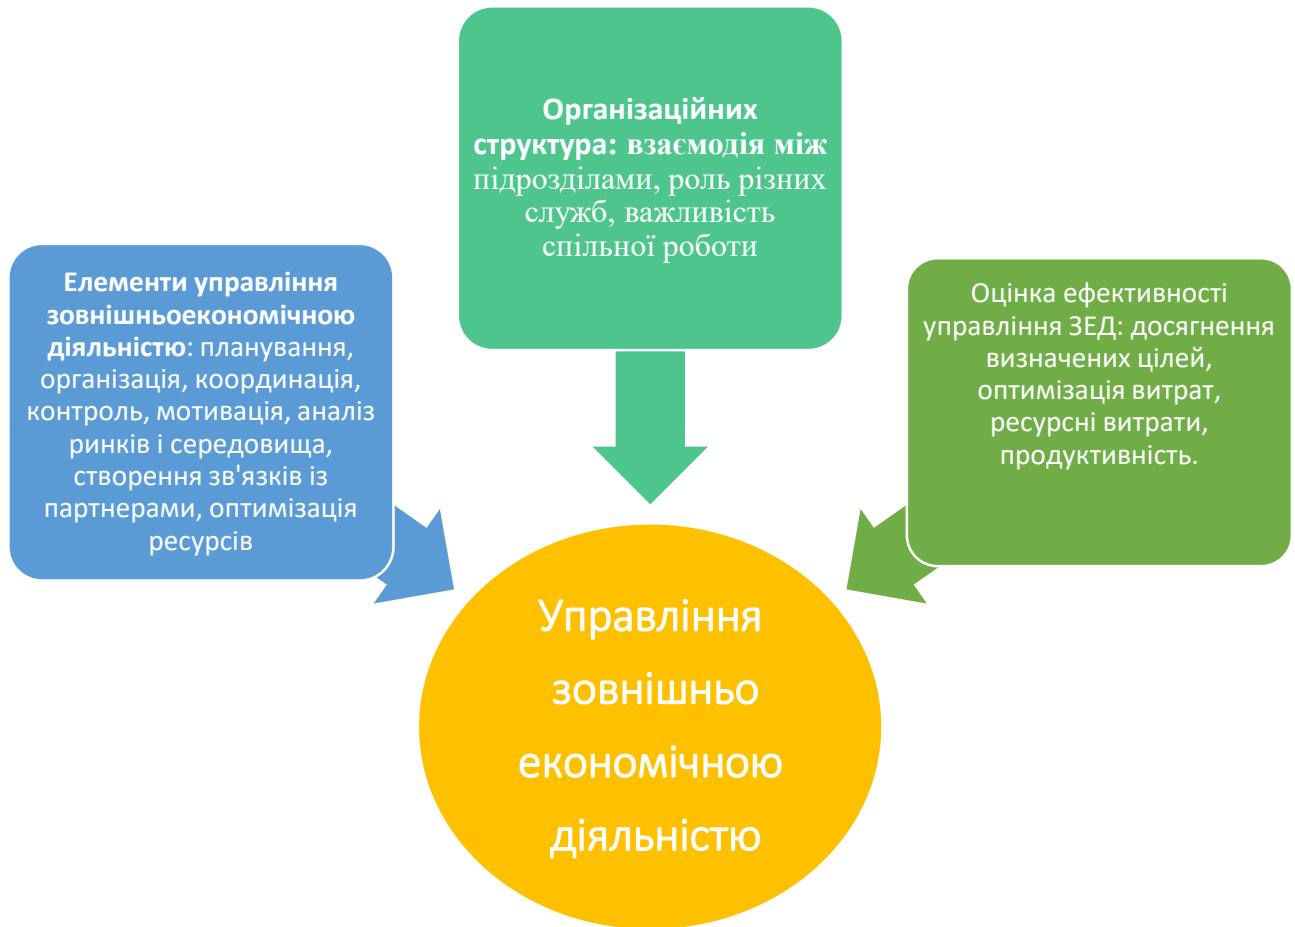 Організаційних
структура: взаємодія між
підрозділами, роль різних
служб, важливість
спільної роботи
Елементи управління
зовнішньоекономічною
діяльністю: планування,
організація, координація,
контроль, мотивація, аналіз
ринків і середовища,
створення зв'язків із
партнерами, оптимізація
ресурсів
Оцінка ефективності
управління ЗЕД: досягнення
визначених цілей,
оптимізація витрат,
ресурсні витрати,
продуктивність.
Управління
зовнішньо
економічною
діяльністю